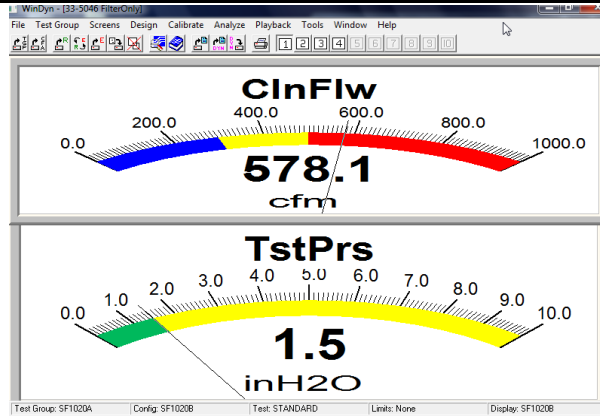 WinDyn - [33-5046 FilterOnly]
File Test Group Screens Design Calibrate Analyze Playback Tools Window Help
1 2 3 4 5 6 7 8 9 10
ClnFlw
0.0 200.0 400.0 600.0 800.0 1000.0
578.1
cfm
TstPrs
0.0 1.0 2.0 3.0 4.0 5.0 6.0 7.0 8.0 9.0 10.0
1.5
inH2O
Test Group: SF1020A Config: SF1020B Test: STANDARD Limits: None Display: SF1020B